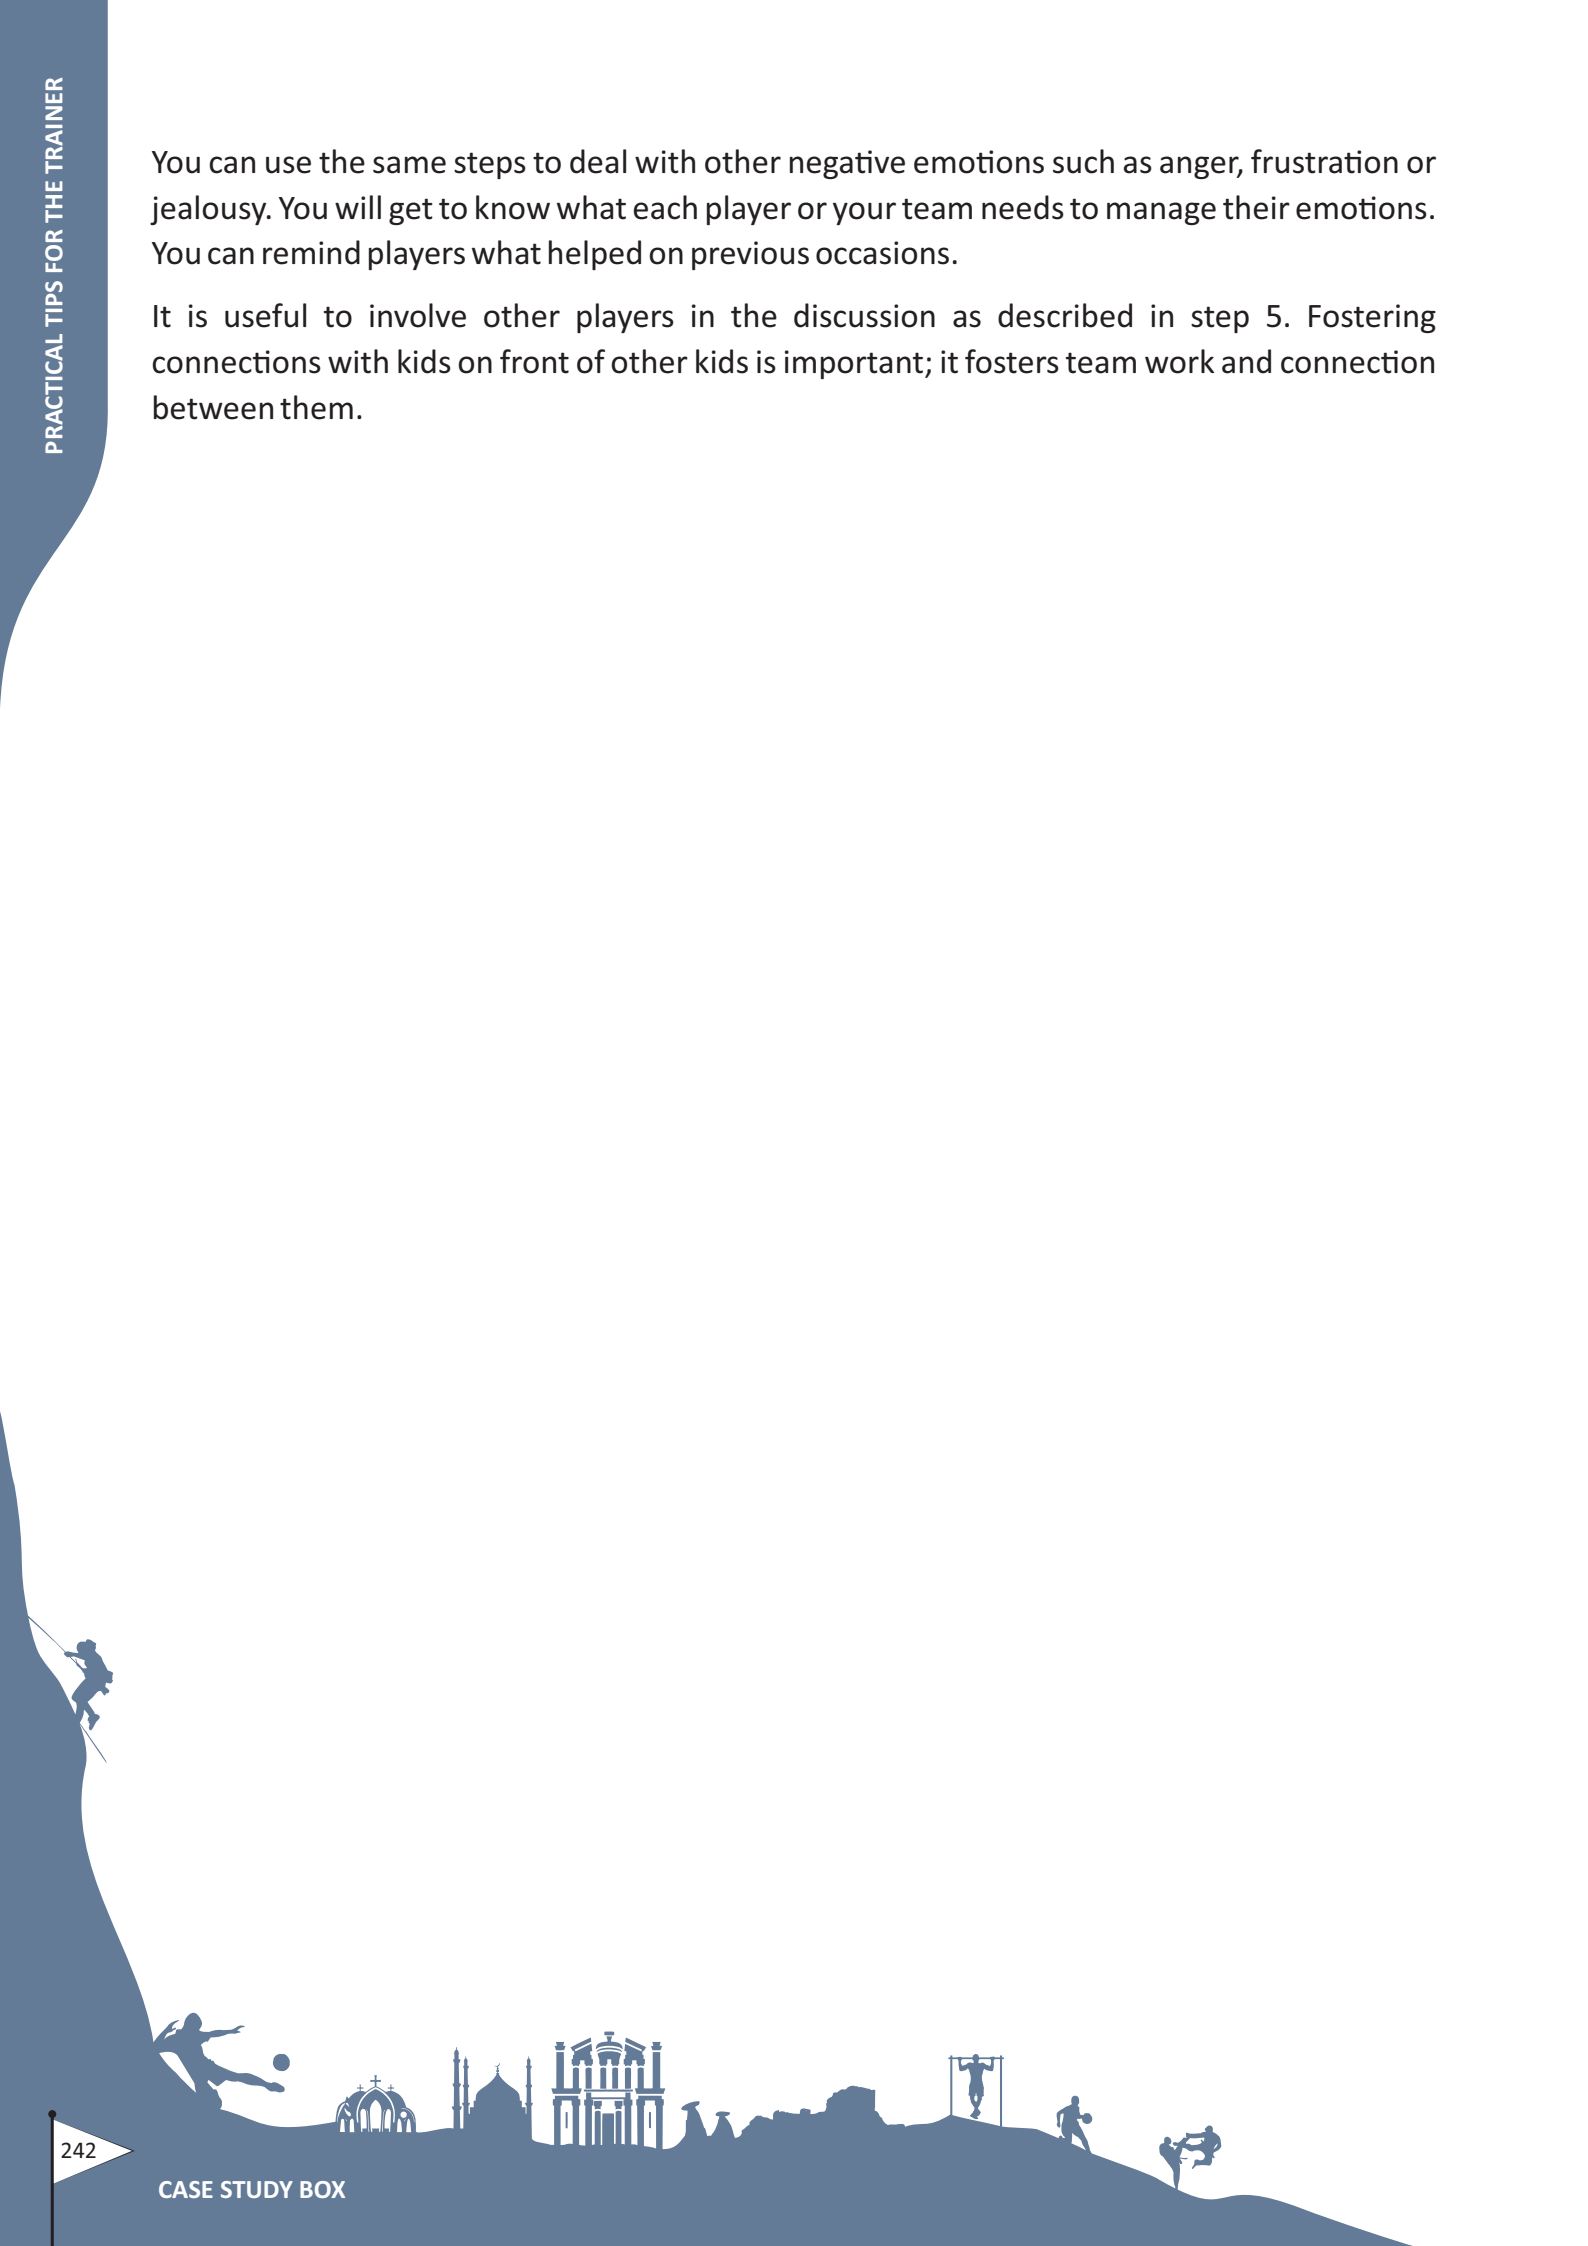 PRACTICAL TIPS FOR THE TRAINER
You can use the same steps to deal with other negative emotions such as anger, frustration or
jealousy. You will get to know what each player or your team needs to manage their emotions.
You can remind players what helped on previous occasions.
It is useful to involve other players in the discussion as described in step 5. Fostering
connections with kids on front of other kids is important; it fosters team work and connection
between them.
242
CASE STUDY BOX